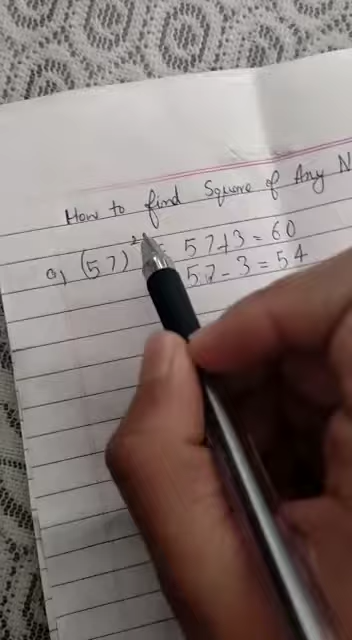 How to find Square of Any N
a, (57)² = 57+3 = 60
57-3 = 54